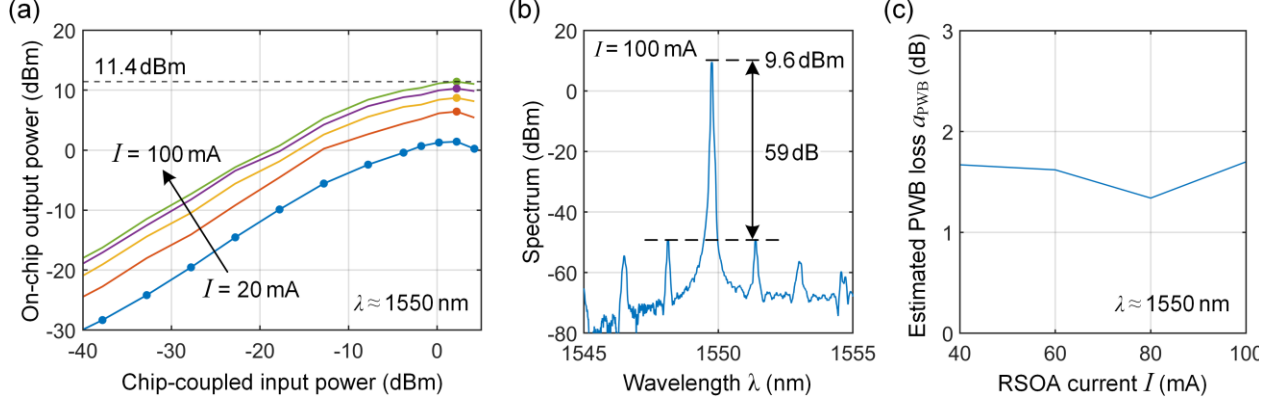 (a)
On-chip output power (dBm)
20
10
0
-10
-20
-30
11.4 dBm
I = 100 mA
I = 20 mA
λ ≈ 1550 nm
-40
-30
-20
-10
0
Chip-coupled input power (dBm)
(b)
Spectrum (dBm)
0
-20
-40
-60
-80
I = 100 mA
9.6 dBm
59 dB
1545
1550
1555
Wavelength λ (nm)
(c)
Estimated PWB loss aPWB (dB)
3
2
1
0
λ ≈ 1550 nm
40
60
80
100
RSOA current I (mA)